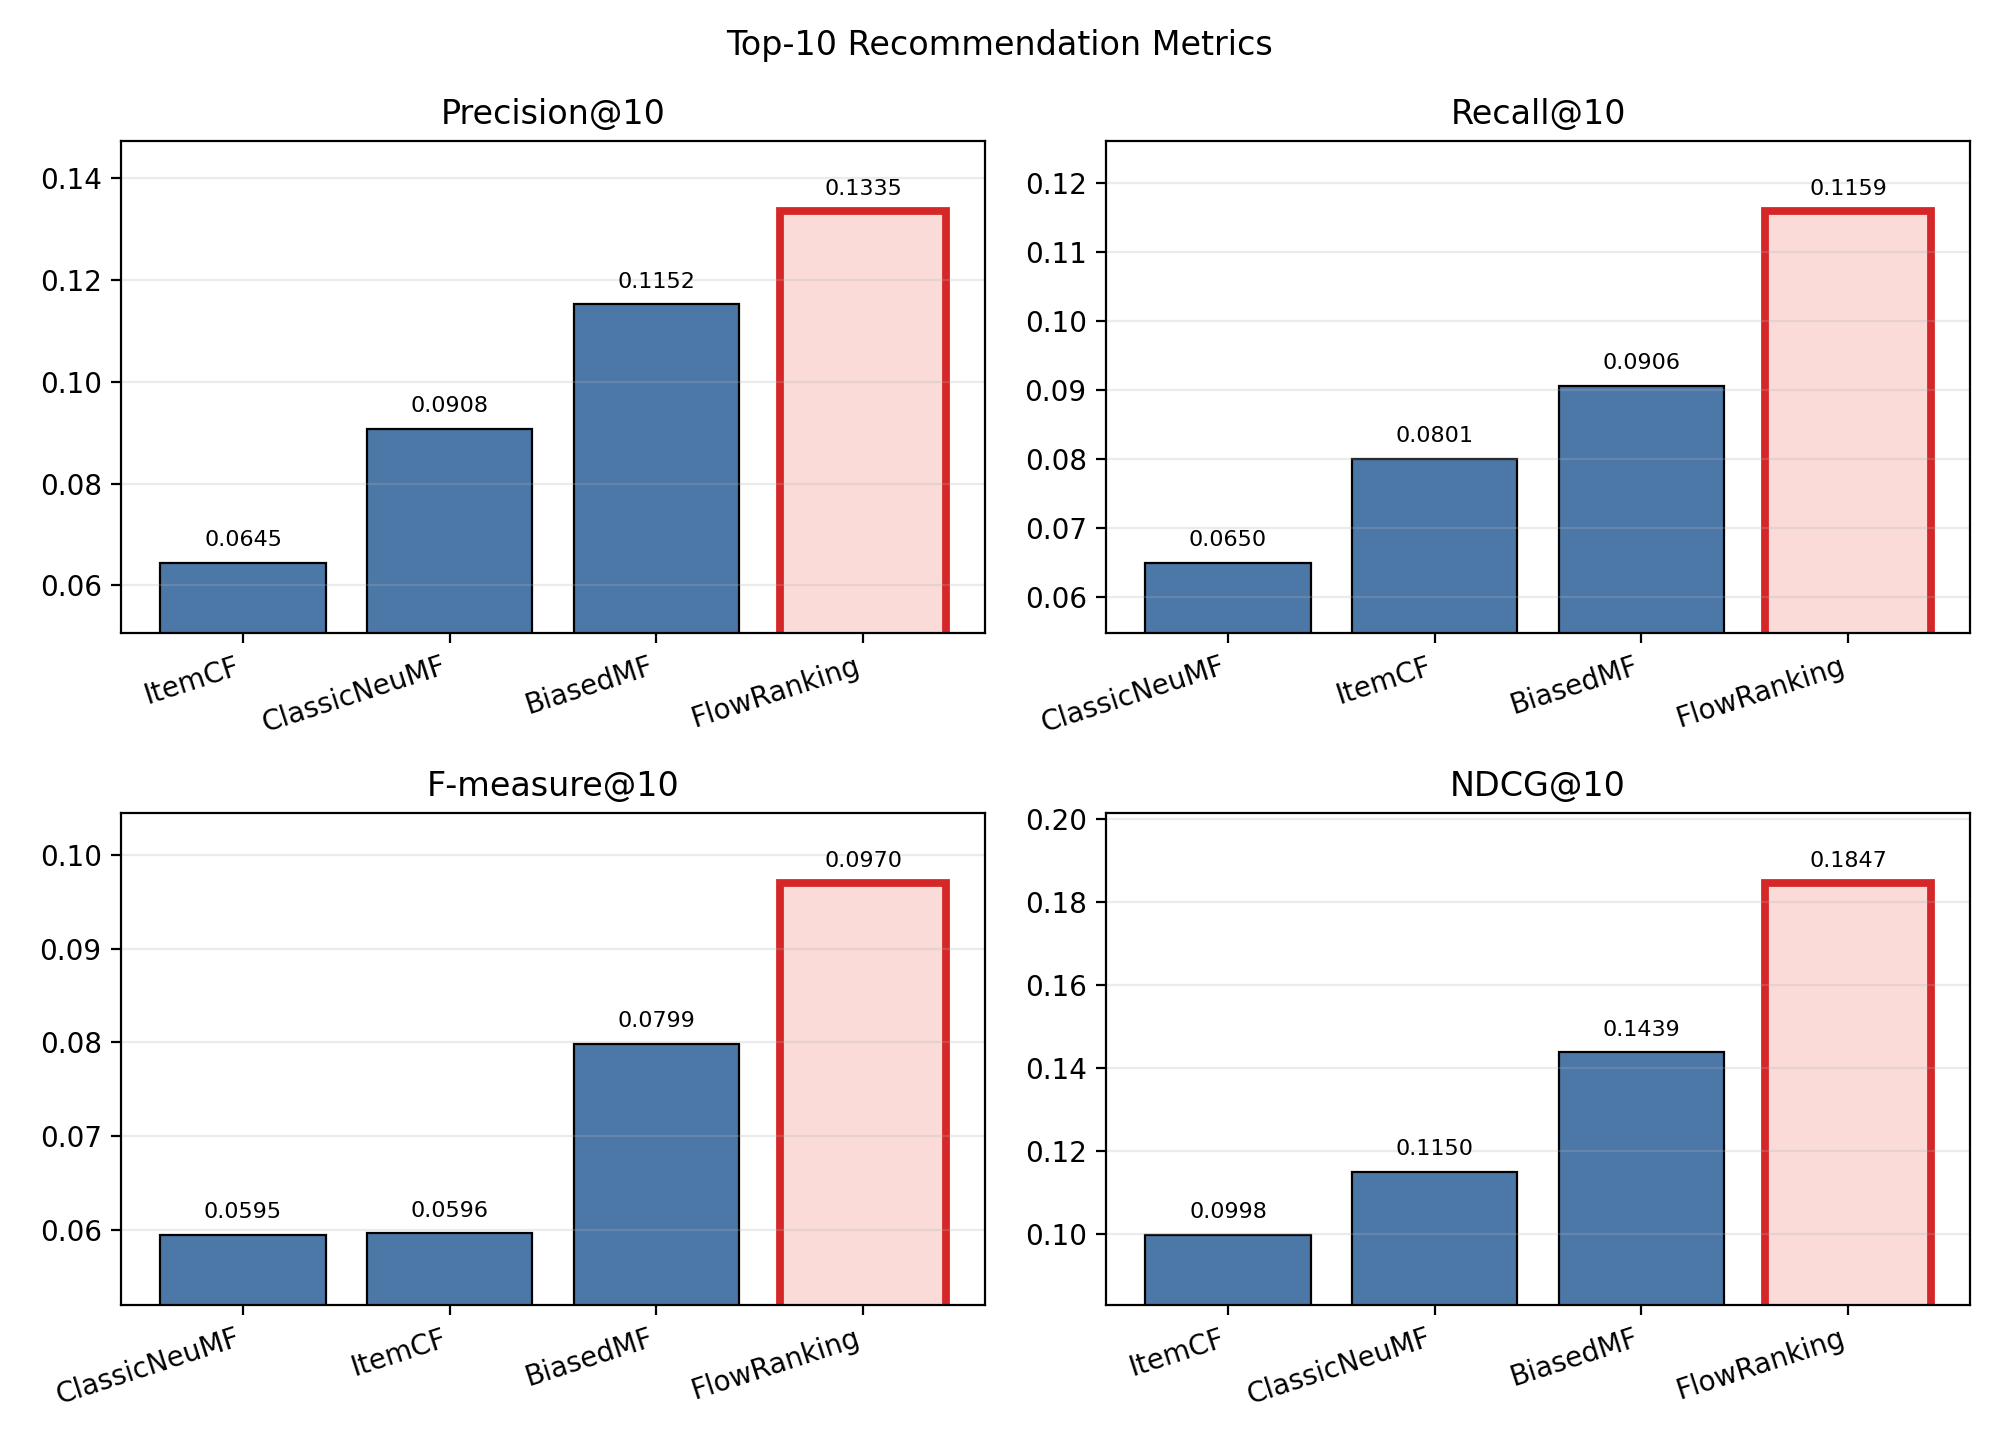 Top-10 Recommendation Metrics
Precision@10
0.14
0.12
0.10
0.08
0.06
0.0645
0.0908
0.1152
0.1335
ItemCF
ClassicNeuMF
BiasedMF
FlowRanking
Recall@10
0.12
0.11
0.10
0.09
0.08
0.07
0.06
0.0650
0.0801
0.0906
0.1159
ClassicNeuMF
ItemCF
BiasedMF
FlowRanking
F-measure@10
0.10
0.09
0.08
0.07
0.06
0.0595
0.0596
0.0799
0.0970
ClassicNeuMF
ItemCF
BiasedMF
FlowRanking
NDCG@10
0.20
0.18
0.16
0.14
0.12
0.10
0.0998
0.1150
0.1439
0.1847
ItemCF
ClassicNeuMF
BiasedMF
FlowRanking